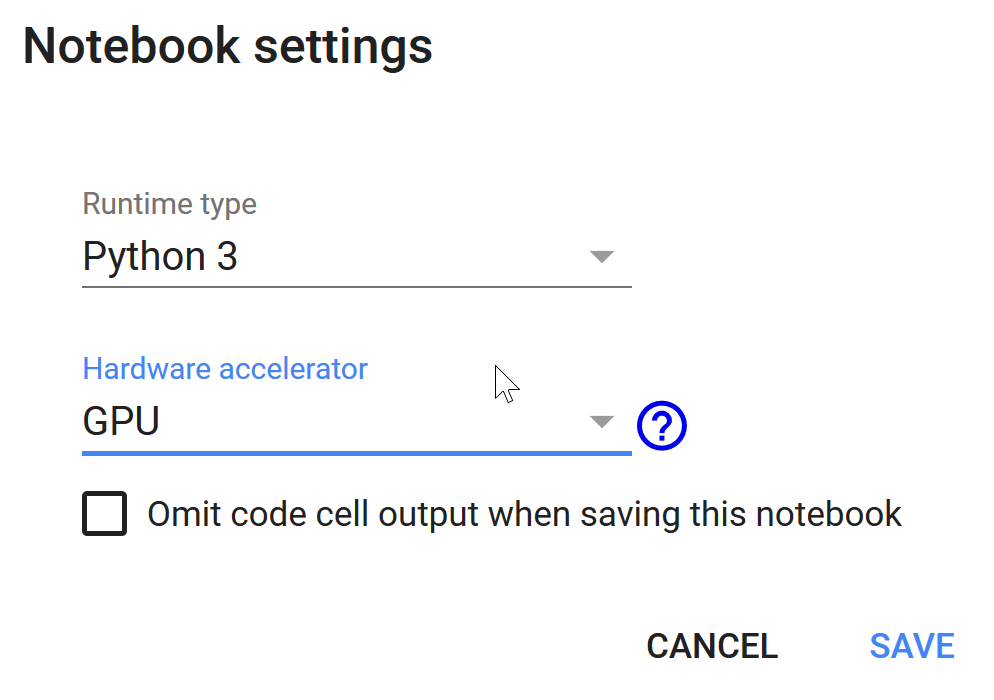 Notebook settings
Runtime type
Python 3
Hardware accelerator
GPU
?
Omit code cell output when saving this notebook
CANCEL SAVE